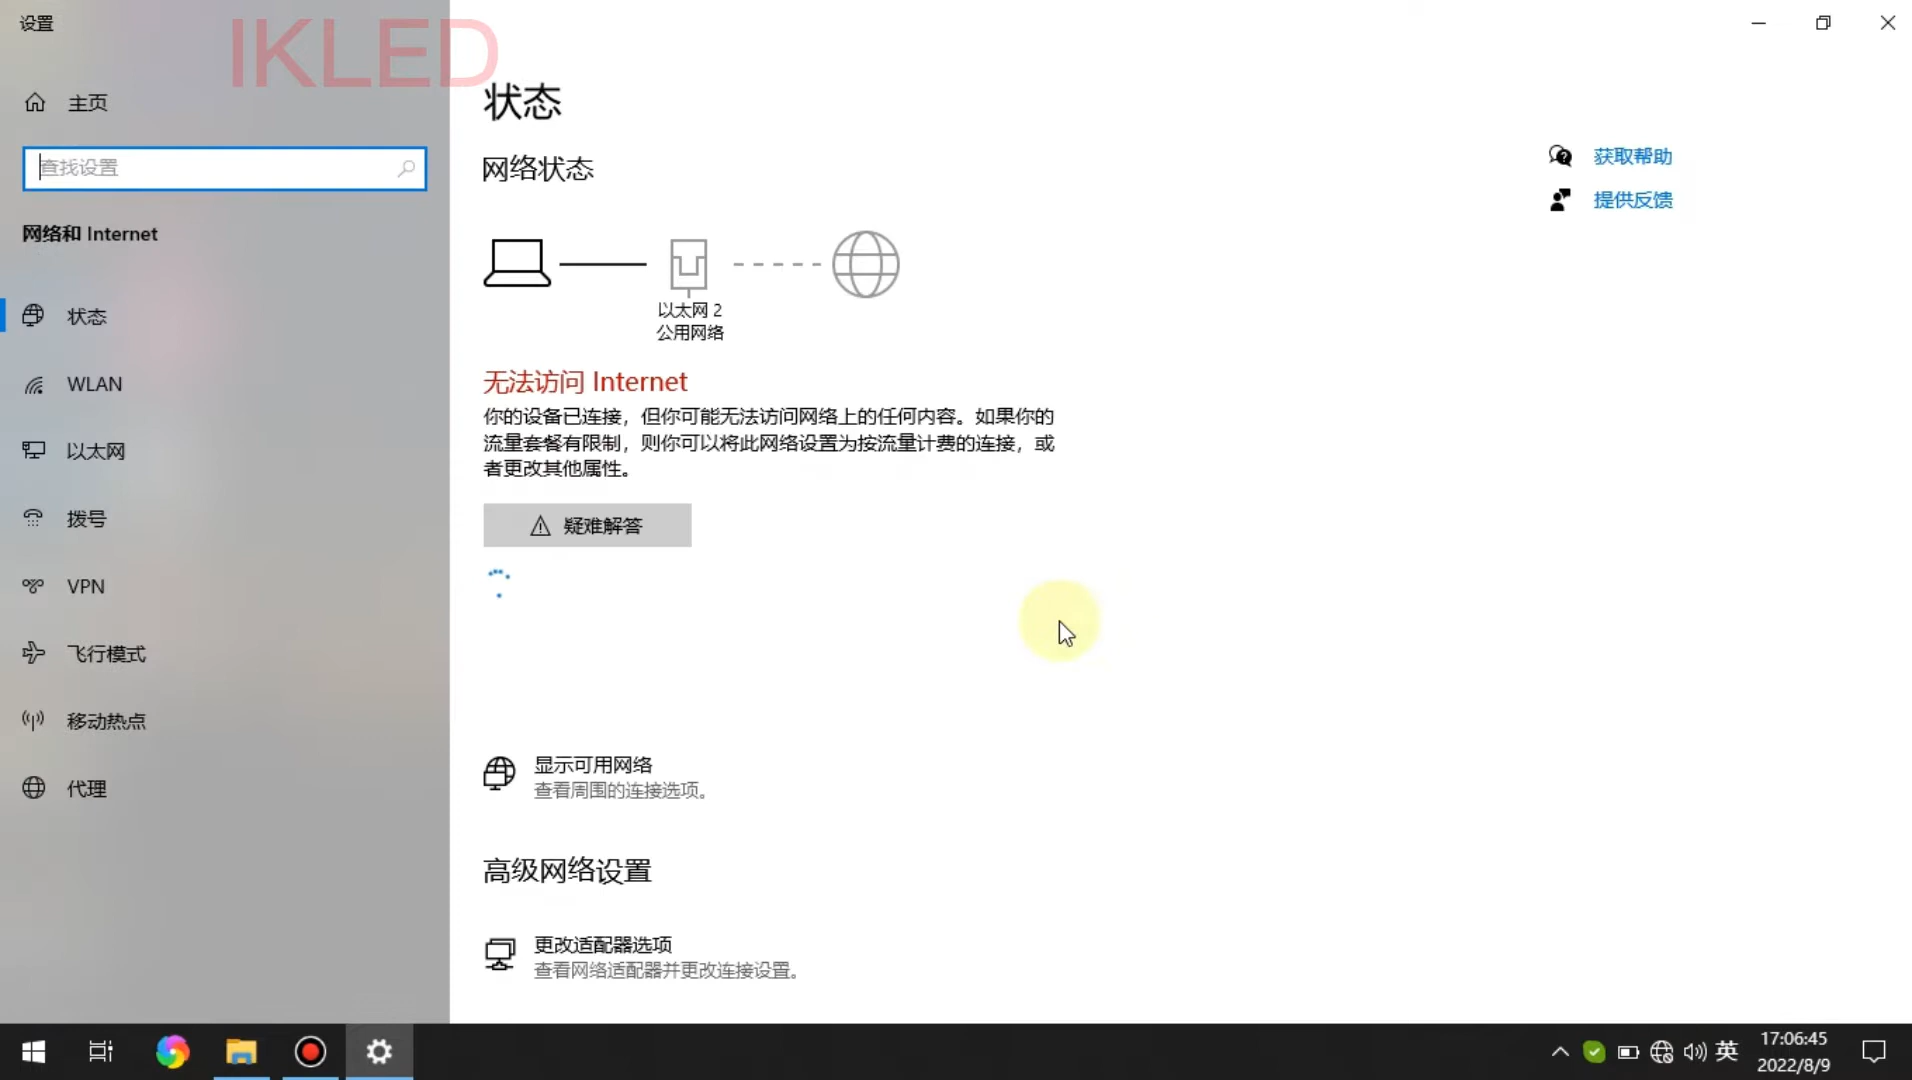 设置
IKLED
主页
查找设置
网络和 Internet
状态
WLAN
以太网
拨号
VPN
飞行模式
移动热点
代理
状态
网络状态
以太网 2
公用网络
无法访问 Internet
你的设备已连接，但你可能无法访问网络上的任何内容。如果你的
流量套餐有限制，则你可以将此网络设置为按流量计费的连接，或
者更改其他属性。
疑难解答
显示可用网络
查看周围的连接选项。
高级网络设置
更改适配器选项
查看网络适配器并更改连接设置。
获取帮助
提供反馈
英
17:06:45
2022/8/9